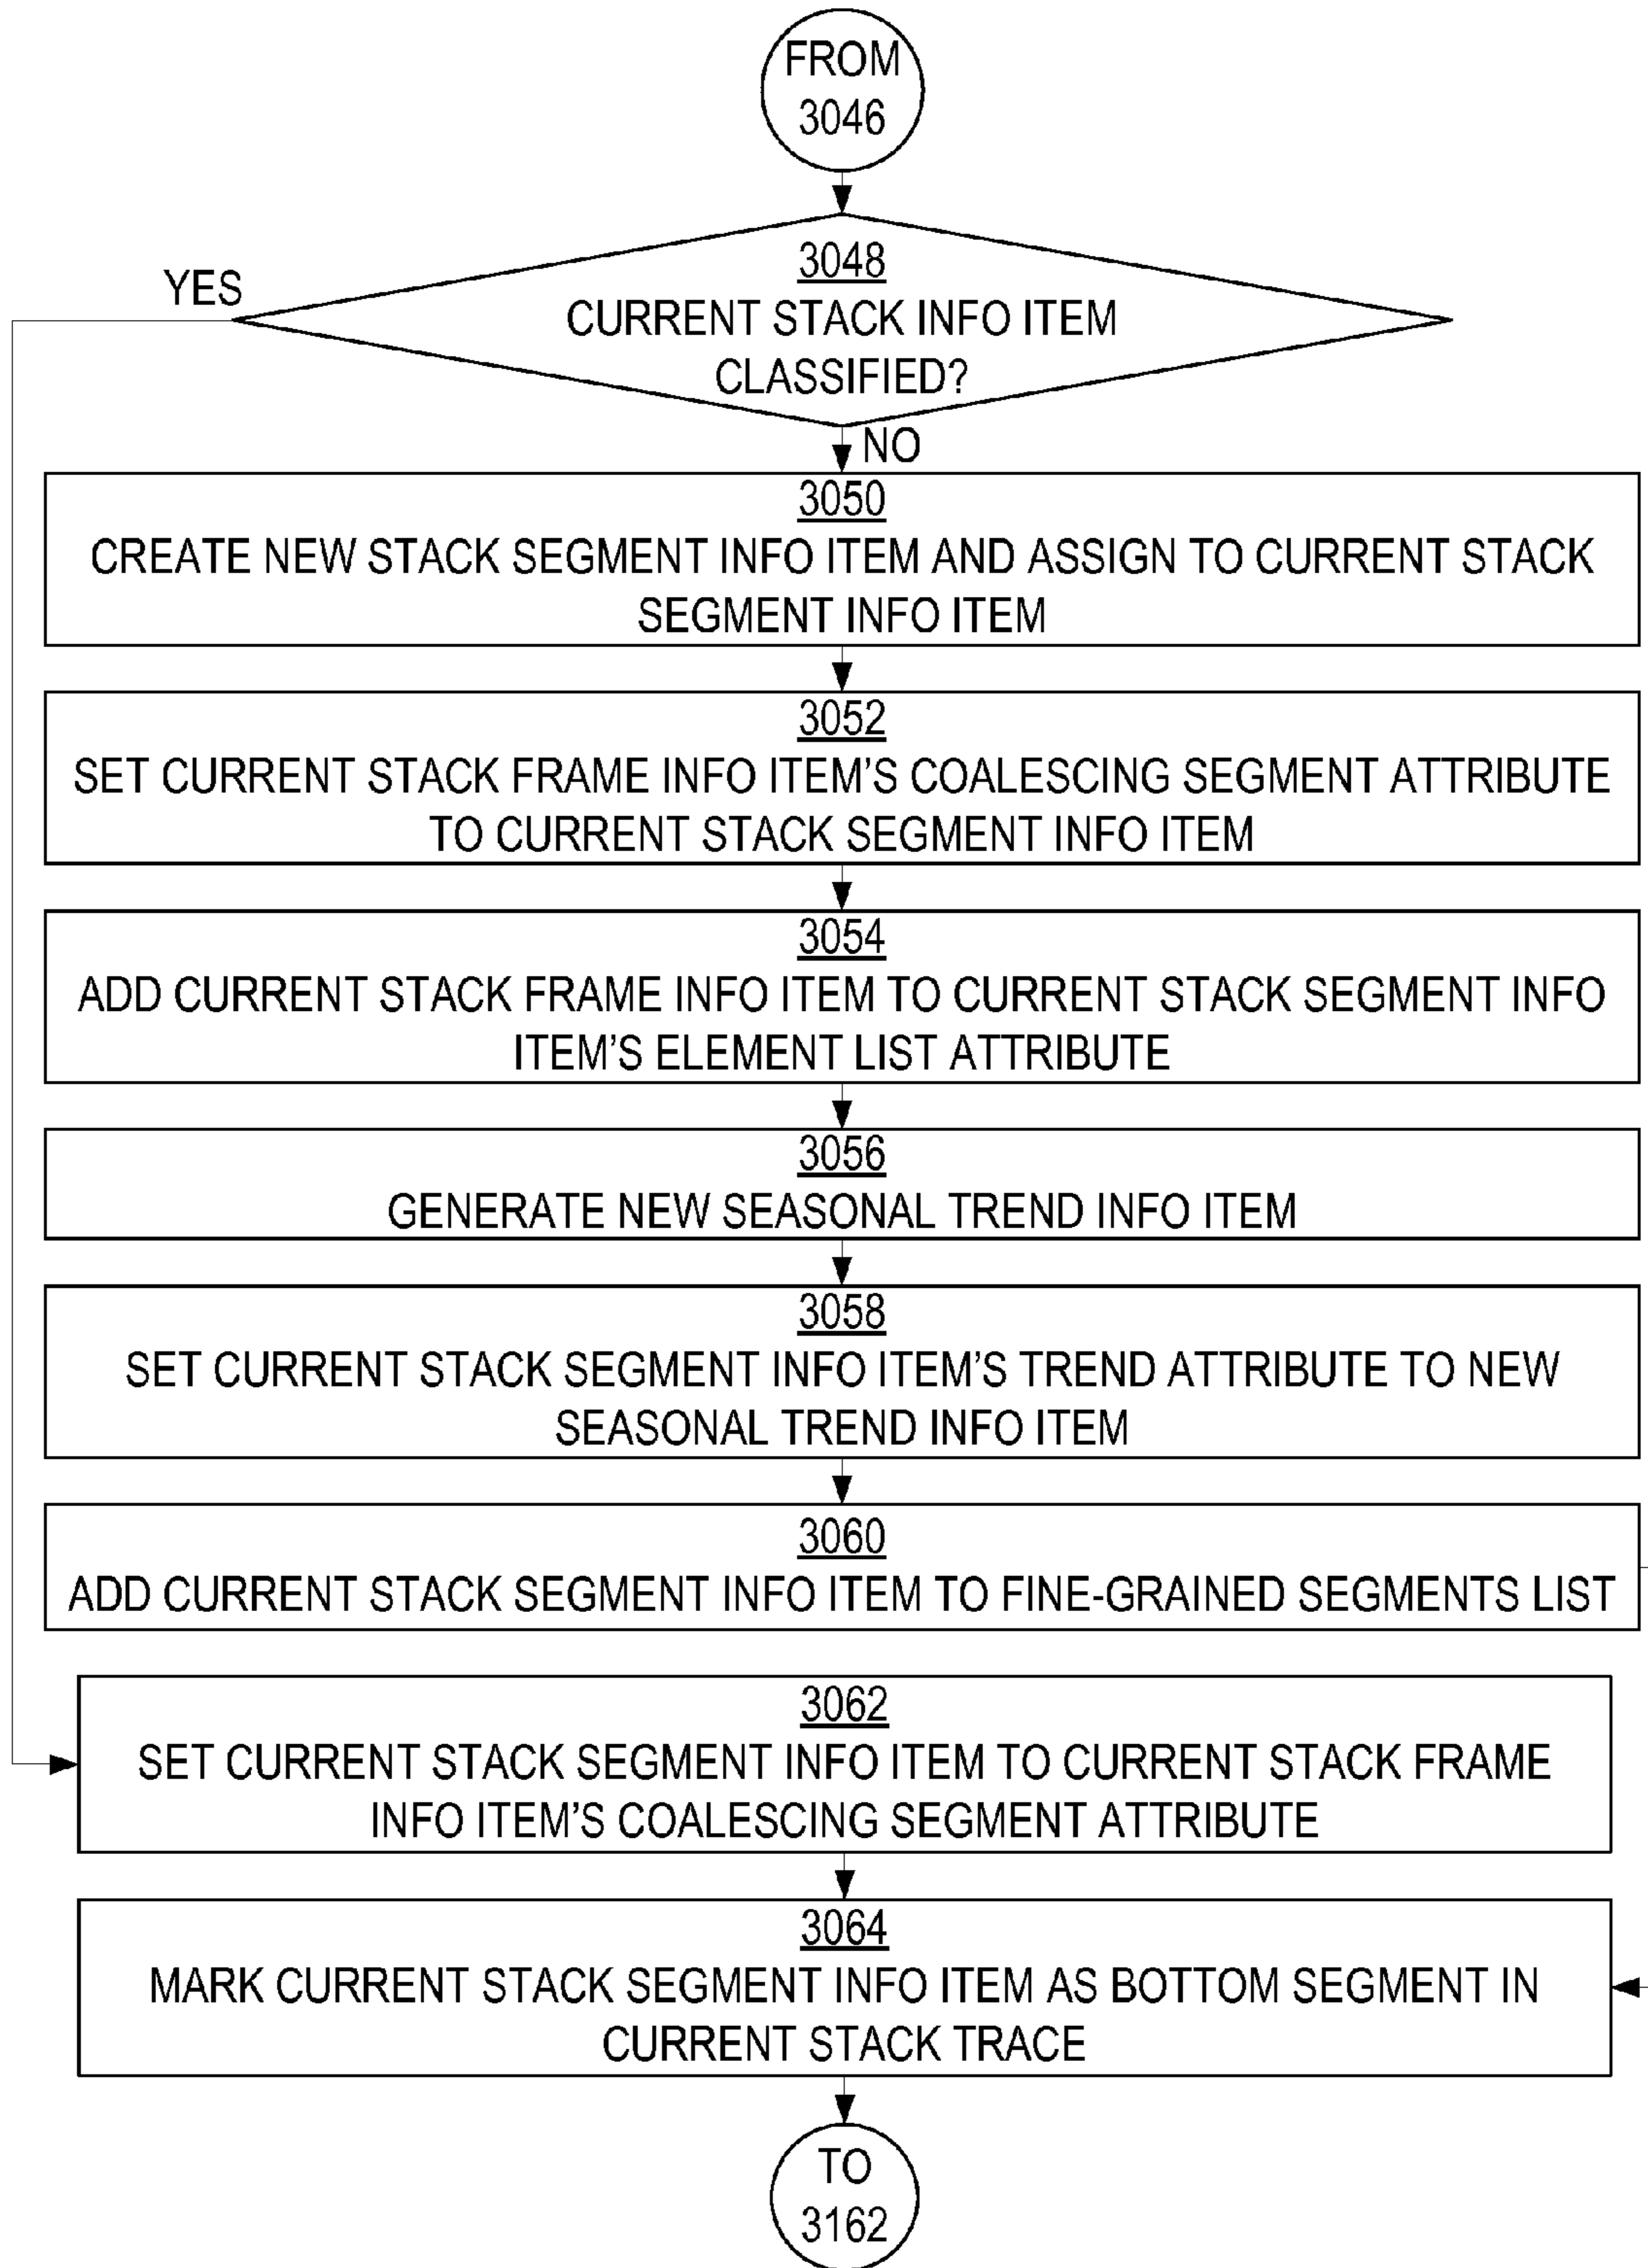 FROM
3046
3048
YES
CURRENT STACK INFO ITEM
CLASSIFIED?
NO
3050
CREATE NEW STACK SEGMENT INFO ITEM AND ASSIGN TO CURRENT STACK
SEGMENT INFO ITEM
3052
SET CURRENT STACK FRAME INFO ITEM’S COALESCING SEGMENT ATTRIBUTE
TO CURRENT STACK SEGMENT INFO ITEM
3054
ADD CURRENT STACK FRAME INFO ITEM TO CURRENT STACK SEGMENT INFO
ITEM’S ELEMENT LIST ATTRIBUTE
3056
GENERATE NEW SEASONAL TREND INFO ITEM
3058
SET CURRENT STACK SEGMENT INFO ITEM’S TREND ATTRIBUTE TO NEW
SEASONAL TREND INFO ITEM
3060
ADD CURRENT STACK SEGMENT INFO ITEM TO FINE-GRAINED SEGMENTS LIST
3062
SET CURRENT STACK SEGMENT INFO ITEM TO CURRENT STACK FRAME
INFO ITEM’S COALESCING SEGMENT ATTRIBUTE
3064
MARK CURRENT STACK SEGMENT INFO ITEM AS BOTTOM SEGMENT IN
CURRENT STACK TRACE
TO
3162